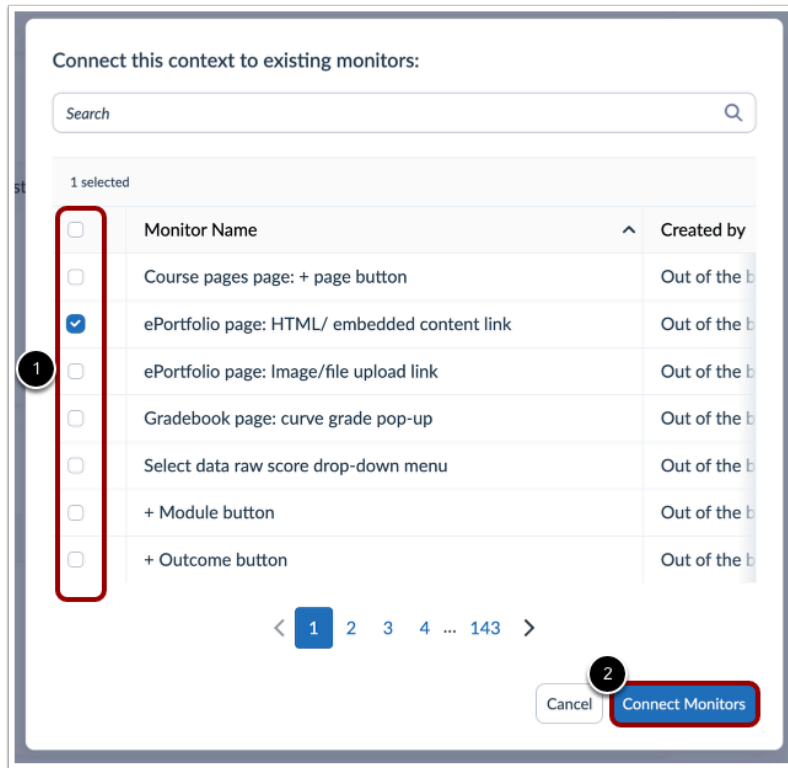 Connect this context to existing monitors:
Search
st
1 selected
Monitor Name Created by
Course pages page: + page button Out of the b
ePortfolio page: HTML/ embedded content link Out of the b
1
ePortfolio page: Image/file upload link Out of the b
Gradebook page: curve grade pop-up Out of the b
Select data raw score drop-down menu Out of the b
+ Module button Out of the b
+ Outcome button Out of the b
1 2 3 4 ... 143
2
Cancel Connect Monitors